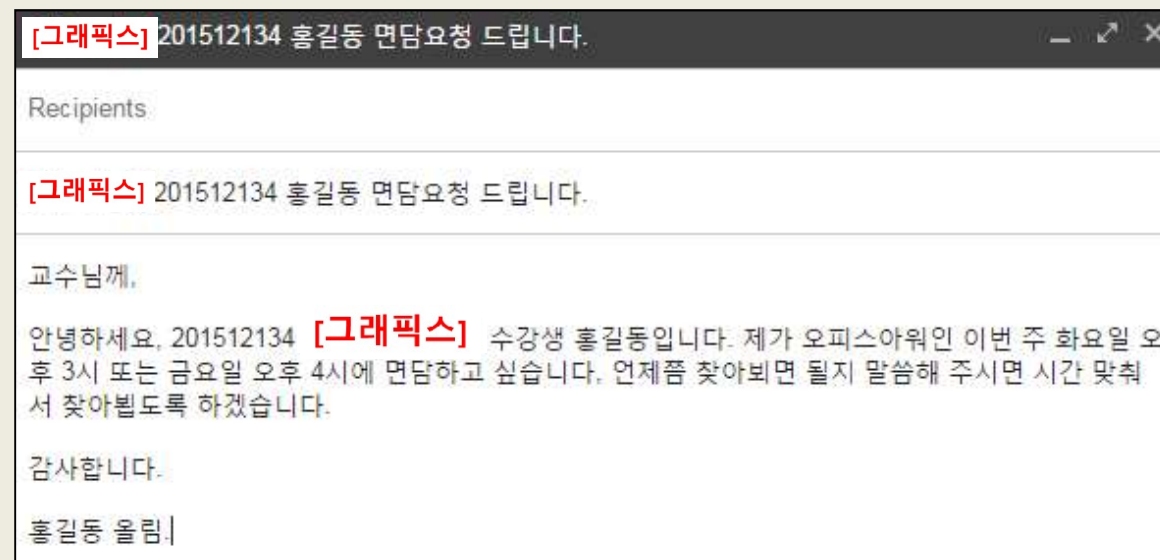 [그래픽스] 201512134 홍길동 면담요청 드립니다.
Recipients
[그래픽스] 201512134 홍길동 면담요청 드립니다.
교수님께,
안녕하세요, 201512134 [그래픽스] 수강생 홍길동입니다. 제가 오피스아워인 이번 주 화요일 오
후 3시 또는 금요일 오후 4시에 면담하고 싶습니다, 언제쯤 찾아뵈면 될지 말씀해 주시면 시간 맞춰
서 찾아뵙도록 하겠습니다.
감사합니다.
홍길동 올림.